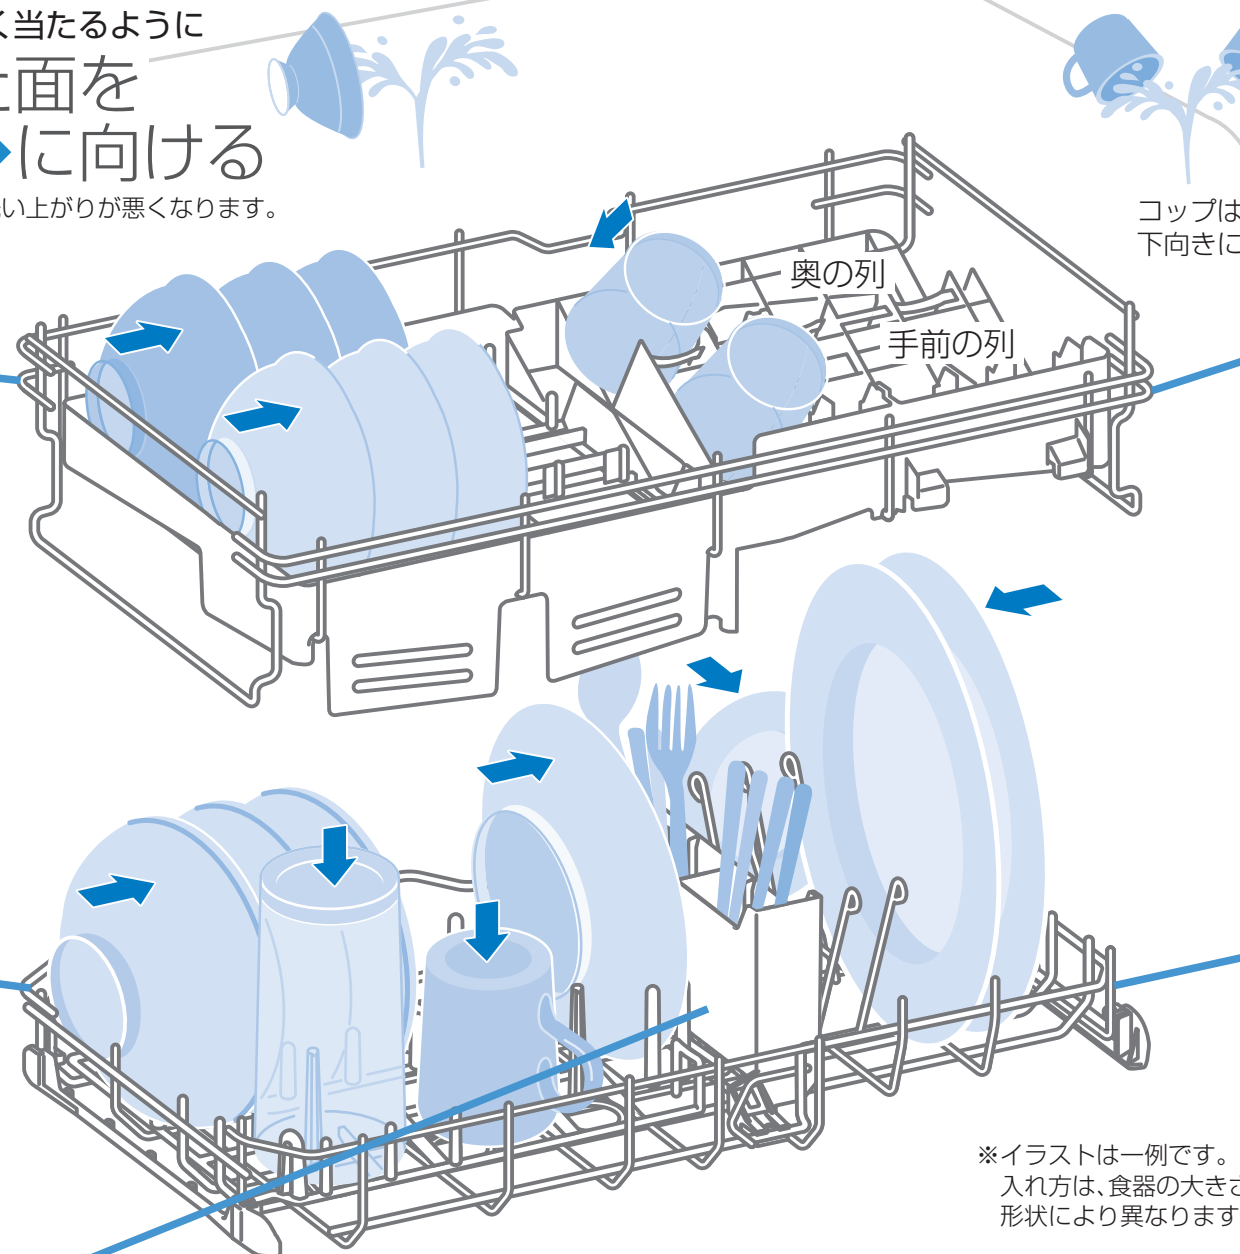 く当たるように
た面を
に向ける
洗い上がりが悪くなります。
コップは
下向きに
奥の列
手前の列
※イラストは一例です。
入れ方は、食器の大きさ
形状により異なります